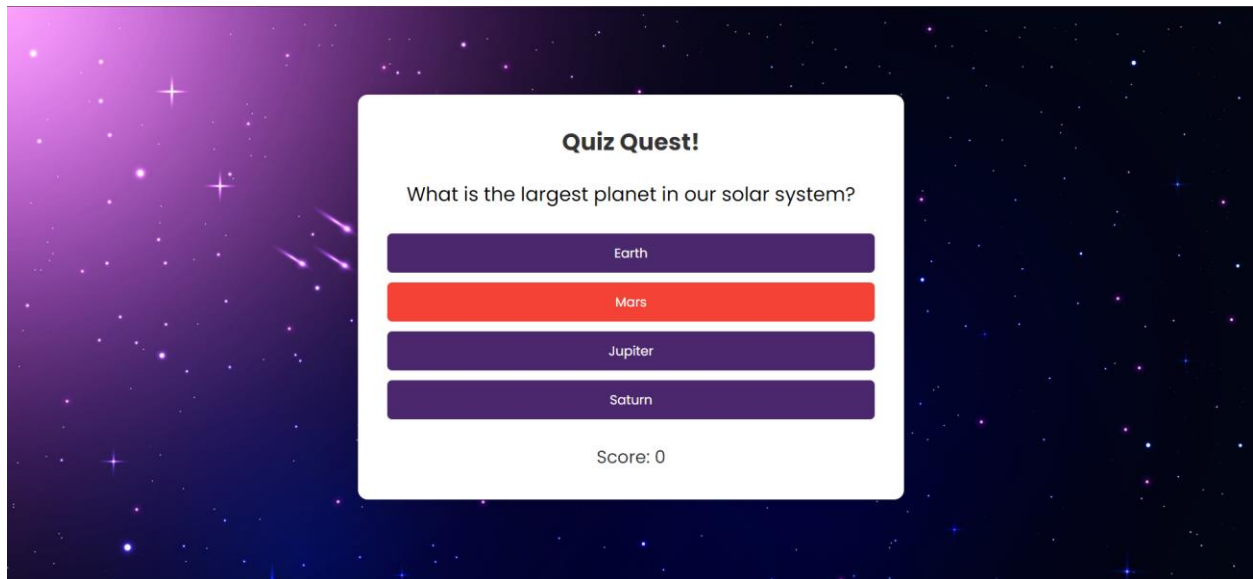 Quiz Quest!
What is the largest planet in our solar system?
Earth
Mars
Jupiter
Saturn
Score: 0